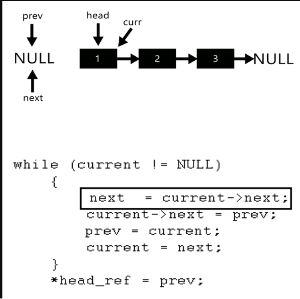 prev
head
curr
NULL
1
2
3
NULL
next
while (current != NULL)
{
next = current->next;
current->next = prev;
prev = current;
current = next;
}
*head_ref = prev;